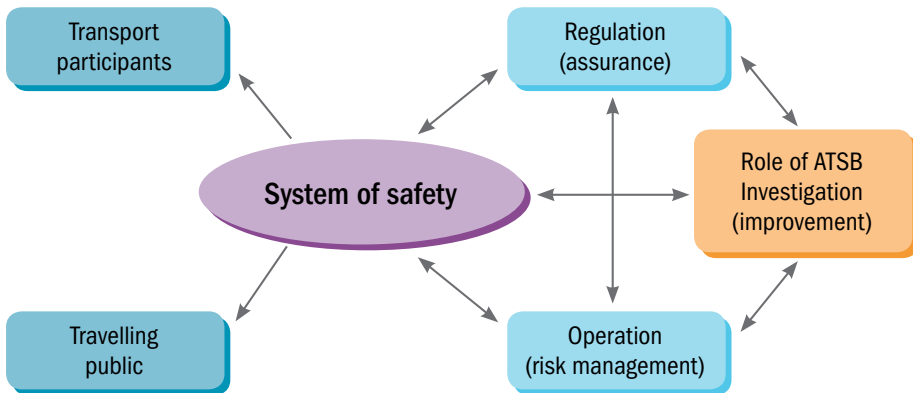 Transport
participants
Regulation
(assurance)
System of safety
Role of ATSB
Investigation
(improvement)
Travelling
public
Operation
(risk management)